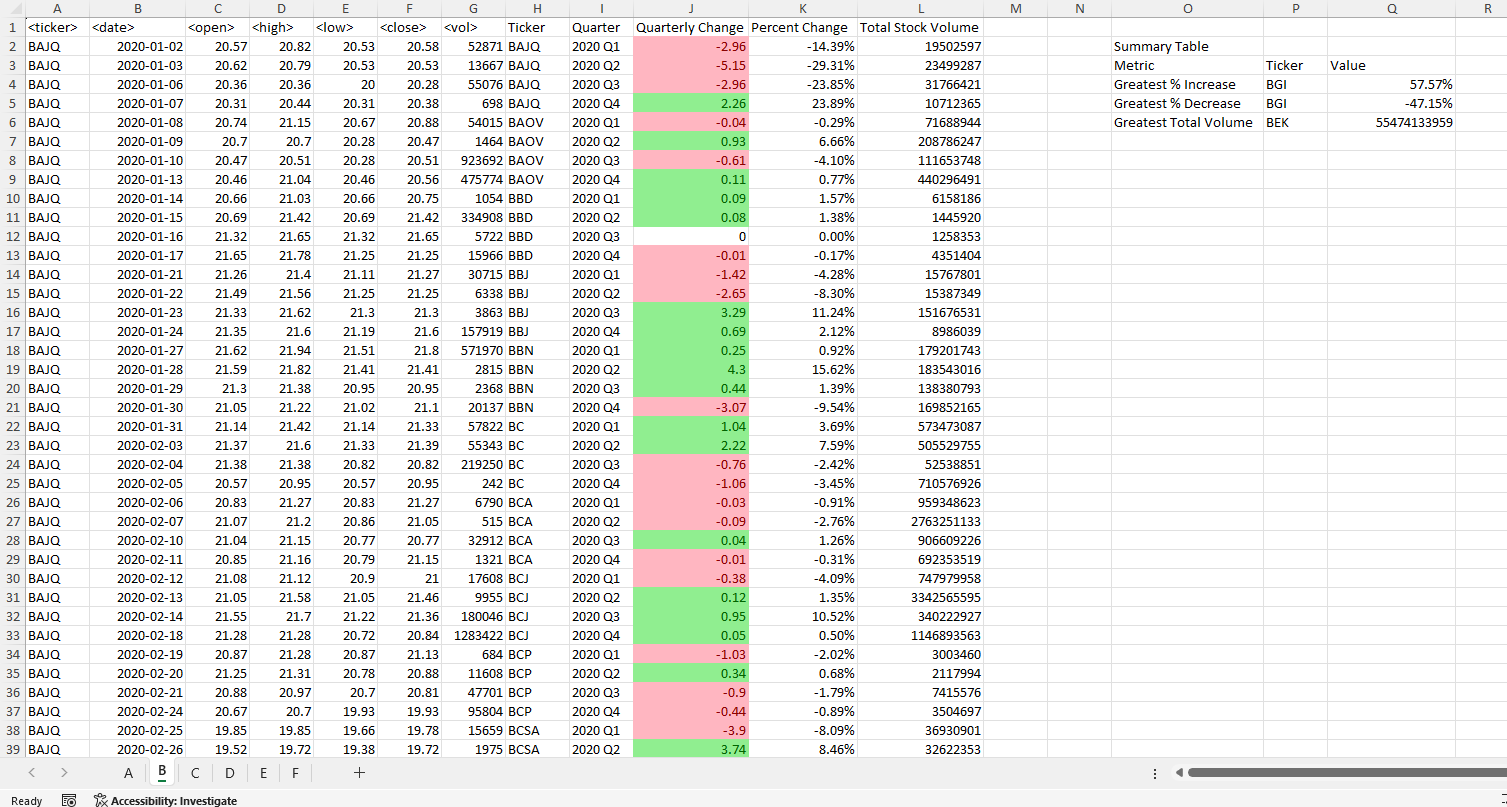 A B C D E F G H I J K L M N O P Q R
1 <ticker> <date> <open> <high> <low> <close> <vol> Ticker Quarter Quarterly Change Percent Change Total Stock Volume
2 BAJQ 2020-01-02 20.57 20.82 20.53 20.58 52871 BAJQ 2020 Q1 -2.96 -14.39% 19502597 Summary Table
3 BAJQ 2020-01-03 20.62 20.79 20.53 20.53 13667 BAJQ 2020 Q2 -5.15 -29.31% 23499287 Metric Ticker Value
4 BAJQ 2020-01-06 20.36 20.36 20 20.28 55076 BAJQ 2020 Q3 -2.96 -23.85% 31766421 Greatest % Increase BGI 57.57%
5 BAJQ 2020-01-07 20.31 20.44 20.31 20.38 698 BAJQ 2020 Q4 2.26 23.89% 10712365 Greatest % Decrease BGI -47.15%
6 BAJQ 2020-01-08 20.74 21.15 20.67 20.88 54015 BAOV 2020 Q1 -0.04 -0.29% 71688944 Greatest Total Volume BEK 55474133959
7 BAJQ 2020-01-09 20.7 20.7 20.28 20.47 1464 BAOV 2020 Q2 0.93 6.66% 208786247
8 BAJQ 2020-01-10 20.47 20.51 20.28 20.51 923692 BAOV 2020 Q3 -0.61 -4.10% 111653748
9 BAJQ 2020-01-13 20.46 21.04 20.46 20.56 475774 BAOV 2020 Q4 0.11 0.77% 440296491
10 BAJQ 2020-01-14 20.66 21.03 20.66 20.75 1054 BBD 2020 Q1 0.09 1.57% 6158186
11 BAJQ 2020-01-15 20.69 21.42 20.69 21.42 334908 BBD 2020 Q2 0.08 1.38% 1445920
12 BAJQ 2020-01-16 21.32 21.65 21.32 21.65 5722 BBD 2020 Q3 0 0.00% 1258353
13 BAJQ 2020-01-17 21.65 21.78 21.25 21.25 15966 BBD 2020 Q4 -0.01 -0.17% 4351404
14 BAJQ 2020-01-21 21.26 21.4 21.11 21.27 30715 BBJ 2020 Q1 -1.42 -4.28% 15767801
15 BAJQ 2020-01-22 21.49 21.56 21.25 21.25 6338 BBJ 2020 Q2 -2.65 -8.30% 15387349
16 BAJQ 2020-01-23 21.33 21.62 21.3 21.3 3863 BBJ 2020 Q3 3.29 11.24% 151676531
17 BAJQ 2020-01-24 21.35 21.6 21.19 21.6 157919 BBJ 2020 Q4 0.69 2.12% 8986039
18 BAJQ 2020-01-27 21.62 21.94 21.51 21.8 571970 BBN 2020 Q1 0.25 0.92% 179201743
19 BAJQ 2020-01-28 21.59 21.82 21.41 21.41 2815 BBN 2020 Q2 4.3 15.62% 183543016
20 BAJQ 2020-01-29 21.3 21.38 20.95 20.95 2368 BBN 2020 Q3 0.44 1.39% 138380793
21 BAJQ 2020-01-30 21.05 21.22 21.02 21.1 20137 BBN 2020 Q4 -3.07 -9.54% 169852165
22 BAJQ 2020-01-31 21.14 21.42 21.14 21.33 57822 BC 2020 Q1 1.04 3.69% 573473087
23 BAJQ 2020-02-03 21.37 21.6 21.33 21.39 55343 BC 2020 Q2 2.22 7.59% 505529755
24 BAJQ 2020-02-04 21.38 21.38 20.82 20.82 219250 BC 2020 Q3 -0.76 -2.42% 52538851
25 BAJQ 2020-02-05 20.57 20.95 20.57 20.95 242 BC 2020 Q4 -1.06 -3.45% 710576926
26 BAJQ 2020-02-06 20.83 21.27 20.83 21.27 6790 BCA 2020 Q1 -0.03 -0.91% 959348623
27 BAJQ 2020-02-07 21.07 21.2 20.86 21.05 515 BCA 2020 Q2 -0.09 -2.76% 2763251133
28 BAJQ 2020-02-10 21.04 21.15 20.77 20.77 32912 BCA 2020 Q3 0.04 1.26% 906609226
29 BAJQ 2020-02-11 20.85 21.16 20.79 21.15 1321 BCA 2020 Q4 -0.01 -0.31% 692353519
30 BAJQ 2020-02-12 21.08 21.12 20.9 21 17608 BCJ 2020 Q1 -0.38 -4.09% 747979958
31 BAJQ 2020-02-13 21.05 21.58 21.05 21.46 9955 BCJ 2020 Q2 0.12 1.35% 3342565595
32 BAJQ 2020-02-14 21.55 21.7 21.22 21.36 180046 BCJ 2020 Q3 0.95 10.52% 340222927
33 BAJQ 2020-02-18 21.28 21.28 20.72 20.84 1283422 BCJ 2020 Q4 0.05 0.50% 1146893563
34 BAJQ 2020-02-19 20.87 21.28 20.87 21.13 684 BCP 2020 Q1 -1.03 -2.02% 3003460
35 BAJQ 2020-02-20 21.25 21.31 20.78 20.88 11608 BCP 2020 Q2 0.34 0.68% 2117994
36 BAJQ 2020-02-21 20.88 20.97 20.7 20.81 47701 BCP 2020 Q3 -0.9 -1.79% 7415576
37 BAJQ 2020-02-24 20.67 20.7 19.93 19.93 95804 BCP 2020 Q4 -0.44 -0.89% 3504697
38 BAJQ 2020-02-25 19.85 19.85 19.66 19.78 15659 BCSA 2020 Q1 -3.9 -8.09% 36930901
39 BAJQ 2020-02-26 19.52 19.72 19.38 19.72 1975 BCSA 2020 Q2 3.74 8.46% 32622353
A B C D E F
Ready Accessibility: Investigate